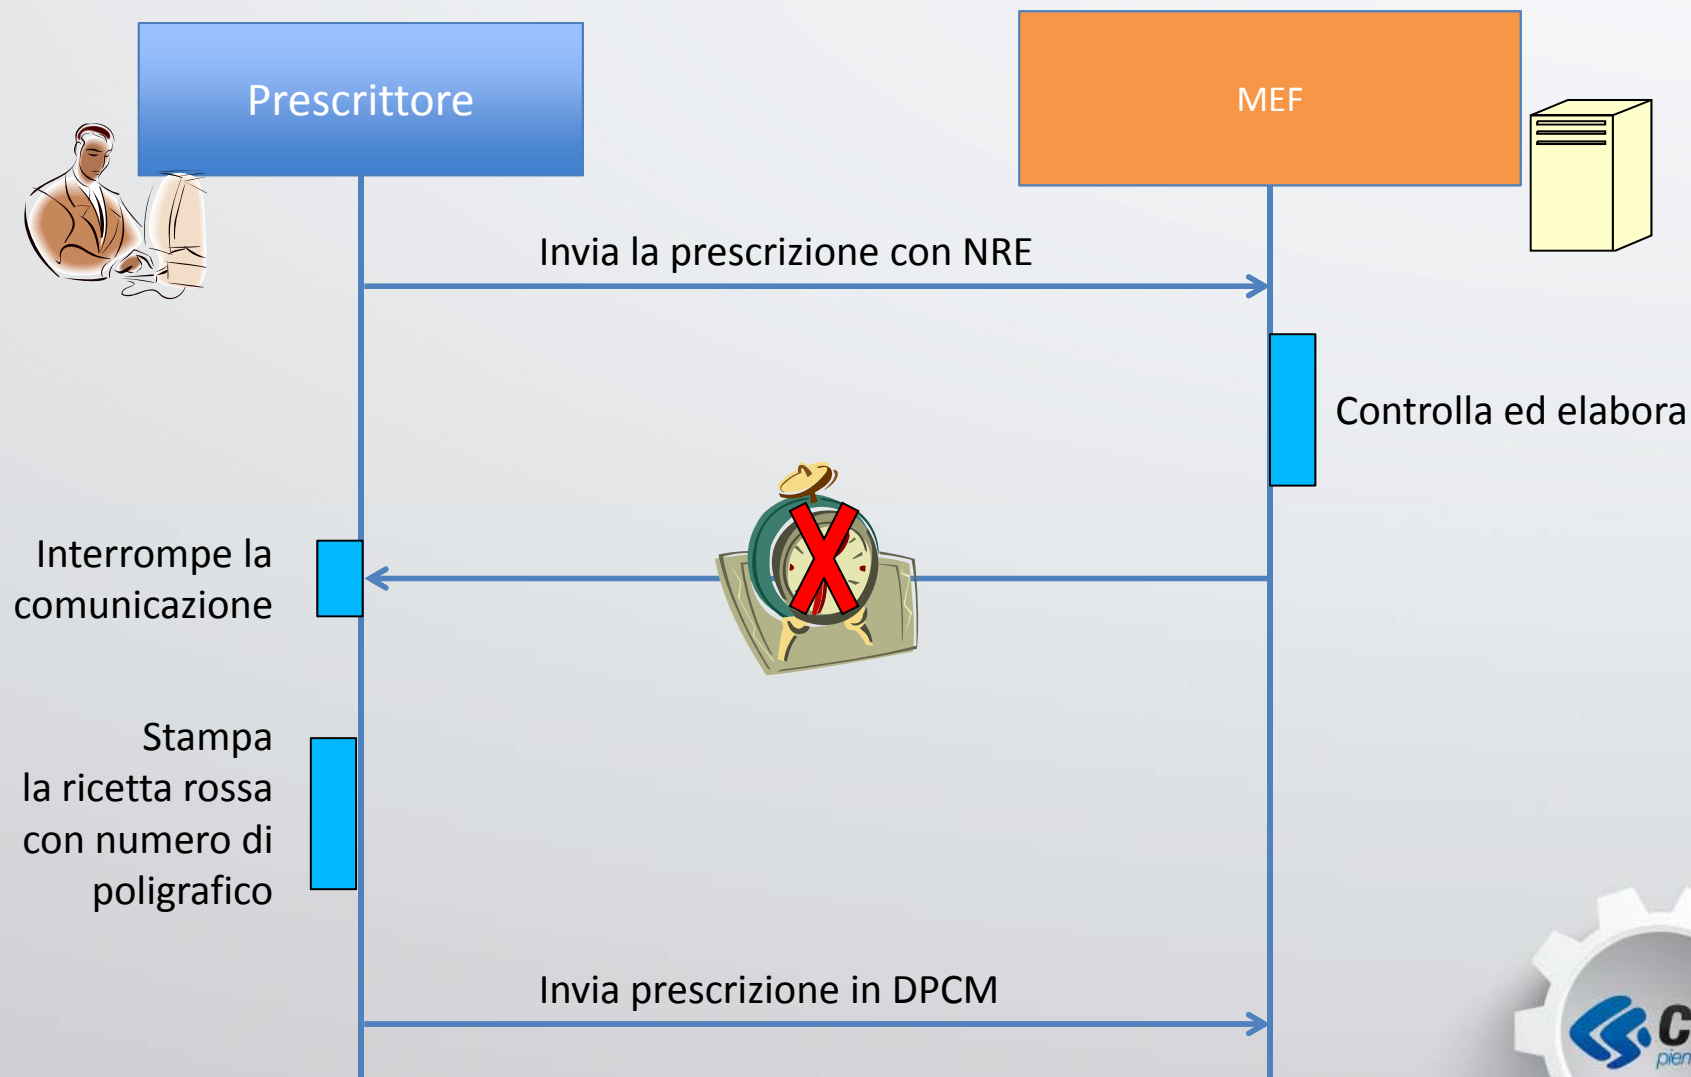 Prescrittore
MEF
Invia la prescrizione con NRE
Controlla ed elabora
Interrompe la
comunicazione
Stampa
la ricetta rossa
con numero di
poligrafico
Invia prescrizione in DPCM